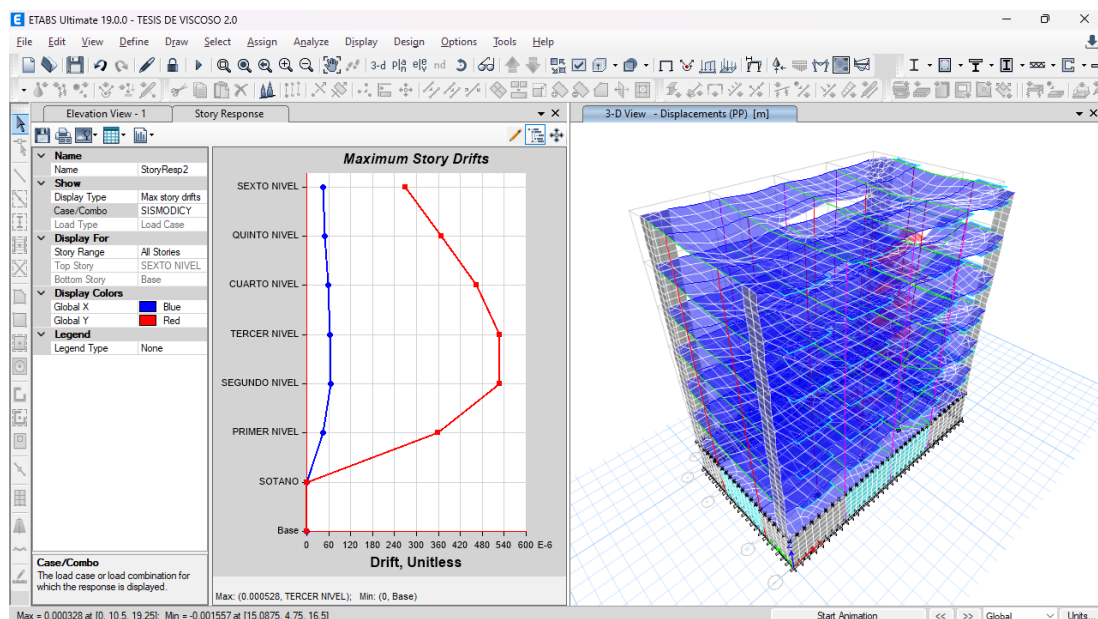 ETABS Ultimate 19.0.0 - TESIS DE VISCOSO 2.0
File Edit View Define Draw Select Assign Analyze Display Design Options Tools Help
3-d nd
Elevation View - 1 Story Response
3-D View - Displacements (PP) [m]
Name
Name StoryResp2
Show
Display Type Max story drifts
Case/Combo SISMODICY
Load Type Load Case
Display For
Story Range All Stories
Top Story SEXTO NIVEL
Bottom Story Base
Display Colors
Global X Blue
Global Y Red
Legend
Legend Type None
Case/Combo
The load case or load combination for
which the response is displayed.
Maximum Story Drifts
SEXTO NIVEL
QUINTO NIVEL
CUARTO NIVEL
TERCER NIVEL
SEGUNDO NIVEL
PRIMER NIVEL
SOTANO
Base
0 60 120 180 240 300 360 420 480 540 600 E-6
Drift, Unitless
Max: (0.000528, TERCER NIVEL); Min: (0, Base)
Max = 0.000328 at [0, 10.5, 19.25]; Min = -0.001557 at [15.0875, 4.75, 16.5]
Start Animation << >> Global Units...